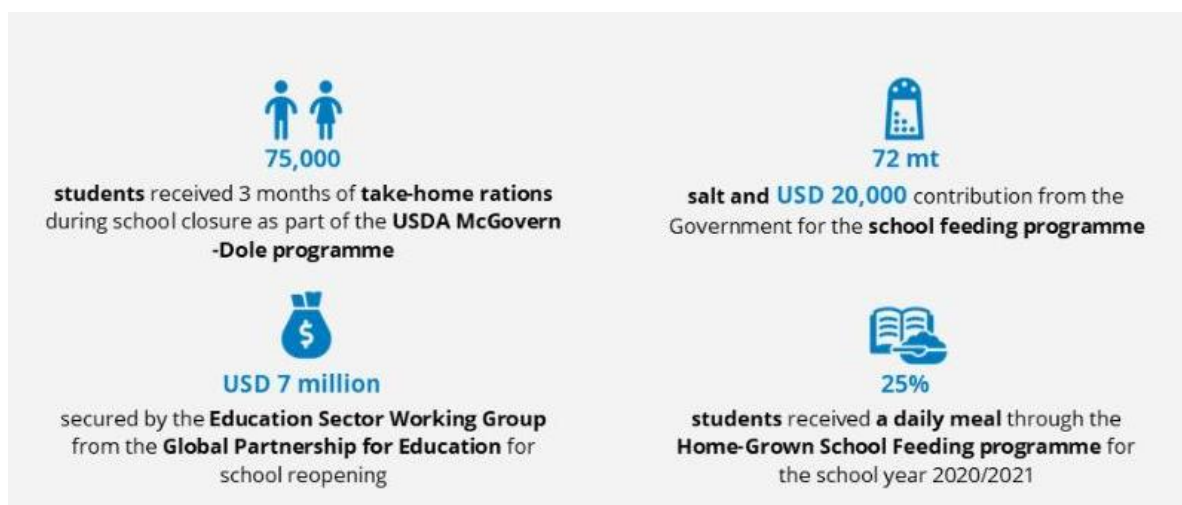 75,000
students received 3 months of take-home rations
during school closure as part of the USDA McGovern
-Dole programme
72 mt
salt and USD 20,000 contribution from the
Government for the school feeding programme
$
USD 7 million
secured by the Education Sector Working Group
from the Global Partnership for Education for
school reopening
25%
students received a daily meal through the
Home-Grown School Feeding programme for
the school year 2020/2021